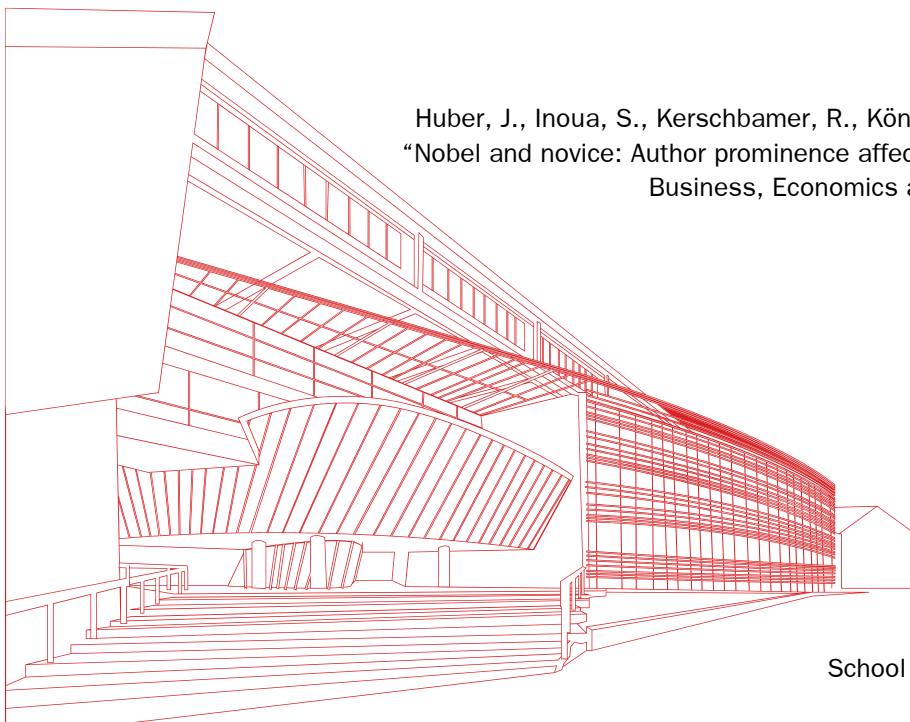 Huber, J., Inoua, S., Kerschbamer, R., Kön
“Nobel and novice: Author prominence affec
Business, Economics a
School